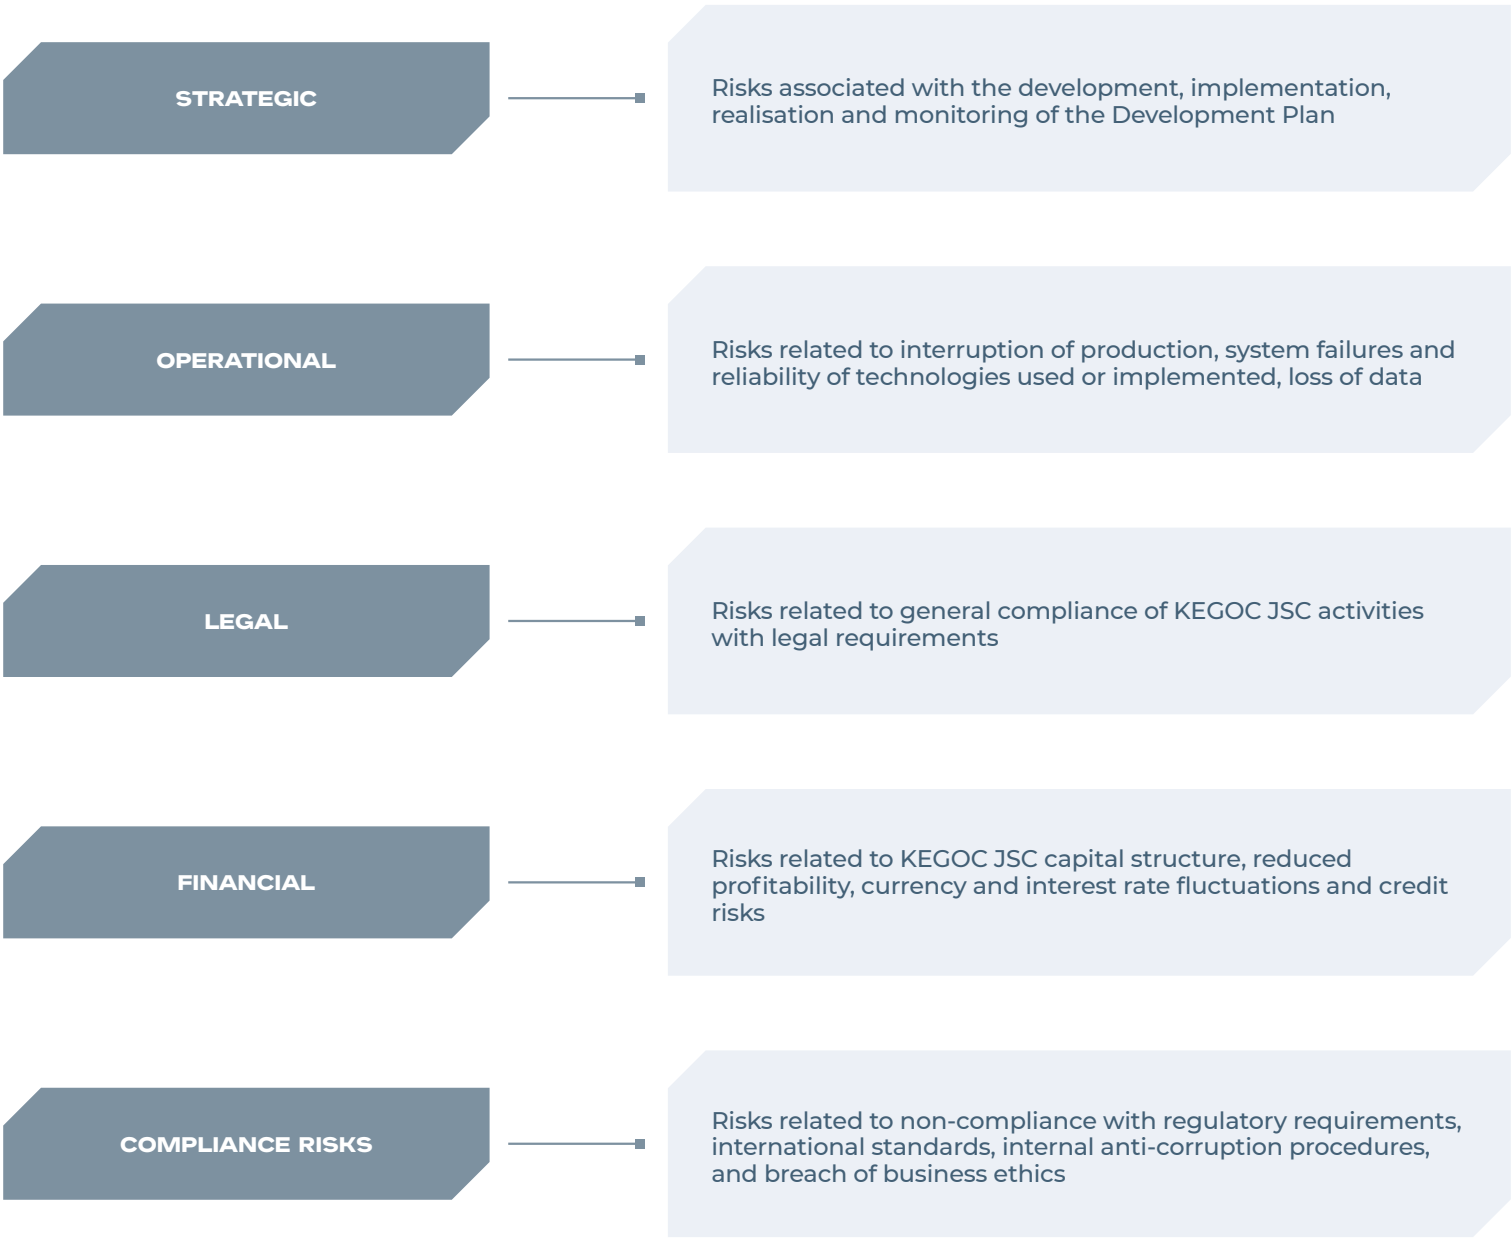 STRATEGIC
Risks associated with the development, implementation,
realisation and monitoring of the Development Plan
OPERATIONAL
Risks related to interruption of production, system failures and
reliability of technologies used or implemented, loss of data
LEGAL
Risks related to general compliance of KEGOC JSC activities
with legal requirements
FINANCIAL
Risks related to KEGOC JSC capital structure, reduced
profitability, currency and interest rate fluctuations and credit
risks
COMPLIANCE RISKS
Risks related to non-compliance with regulatory requirements,
international standards, internal anti-corruption procedures,
and breach of business ethics